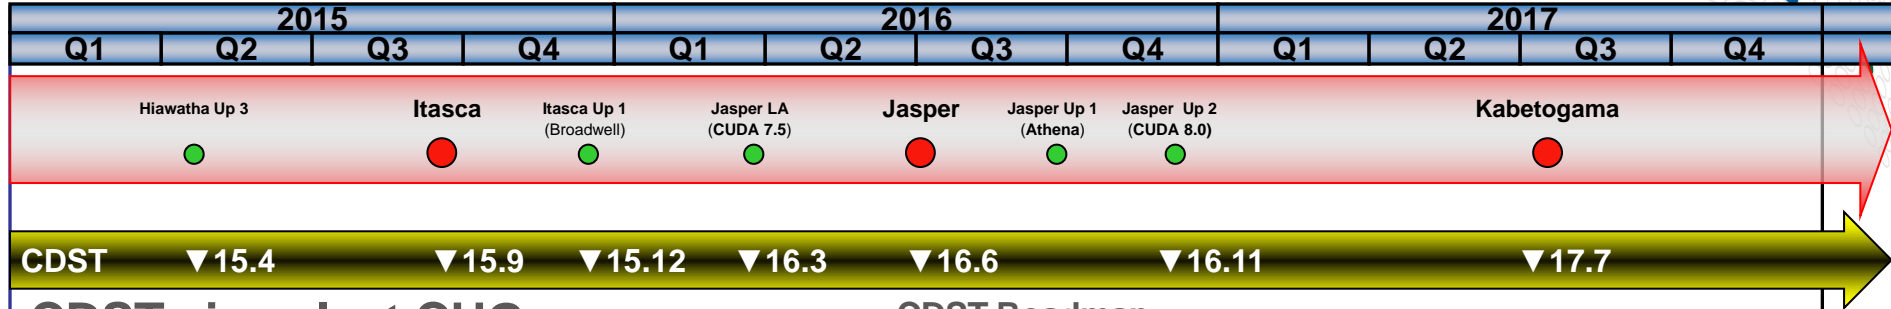 2015 2016 2017
Q1 Q2 Q3 Q4 Q1 Q2 Q3 Q4 Q1 Q2 Q3 Q4
Hiawatha Up 3 Itasca Itasca Up 1 Jasper LA Jasper Jasper Up 1 Jasper Up 2 Kabetogama
(Broadwell) (CUDA 7.5) (Athena) (CUDA 8.0)
CDST ▼15.4 ▼15.9 ▼15.12 ▼16.3 ▼16.6 ▼16.11 ▼17.7